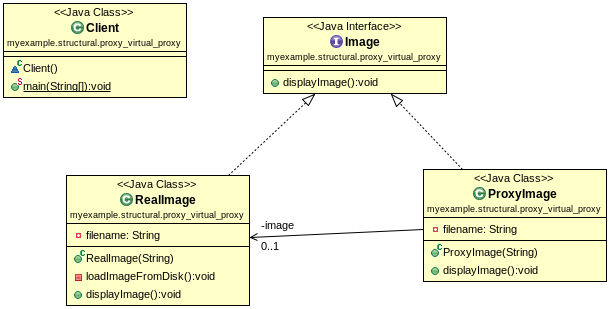 <<Java Class>>
Client
myexample.structural.proxy_virtual_proxy
Client()
main(String[]):void
<<Java Interface>>
Image
myexample.structural.proxy_virtual_proxy
displayImage():void
<<Java Class>>
RealImage
myexample.structural.proxy_virtual_proxy
filename: String
RealImage(String)
loadImageFromDisk():void
displayImage():void
-image
0..1
<<Java Class>>
ProxyImage
myexample.structural.proxy_virtual_proxy
filename: String
ProxyImage(String)
displayImage():void